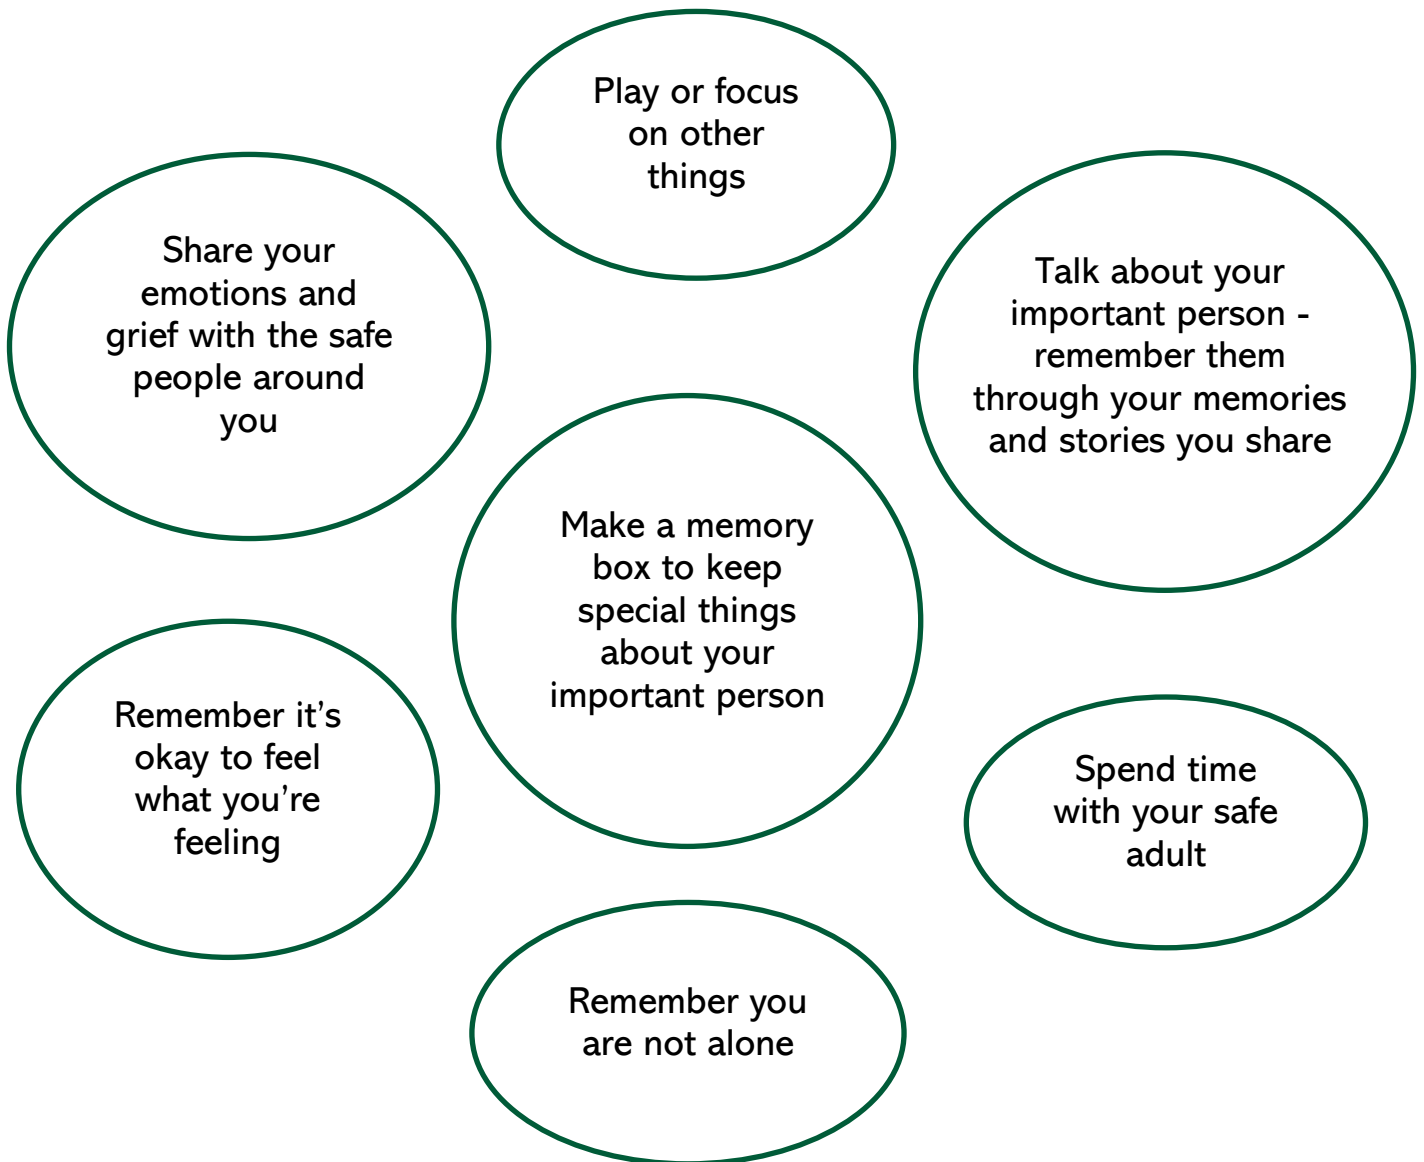 Play or focus
on other
things
Share your
emotions and
grief with the safe
people around
you
Talk about your
important person -
remember them
through your memories
and stories you share
Make a memory
box to keep
special things
about your
important person
Remember it’s
okay to feel
what you’re
feeling
Spend time
with your safe
adult
Remember you
are not alone